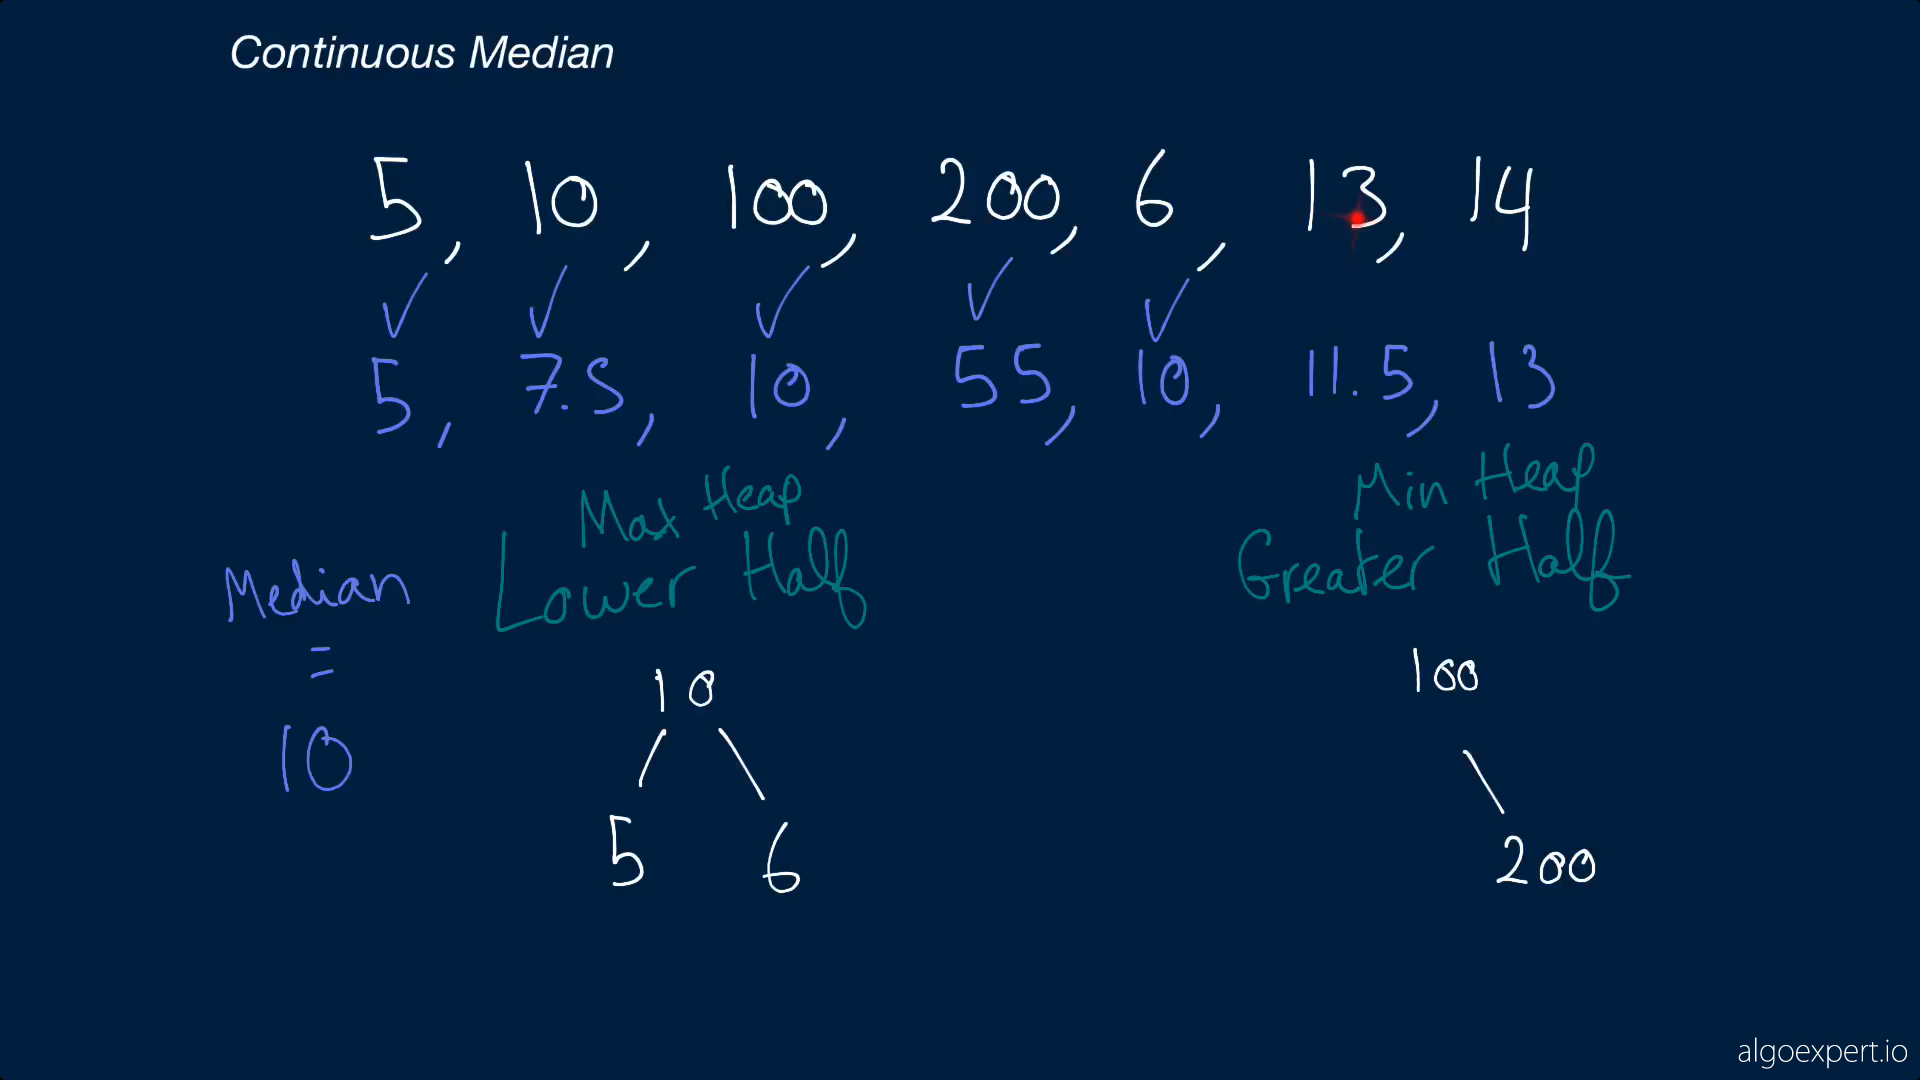 Continuous Median
5, 10, 100, 200, 6, 13, 14
5, 7.5, 10, 55, 10, 11.5, 13
Max Heap
Lower Half
Min Heap
Greater Half
Median
=
10
10
5 6
100
200
algoexpert.io